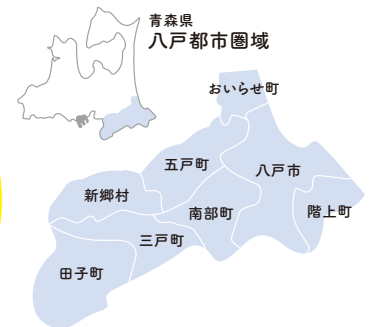 青森県
八戸都市圏域
おいらせ町
五戸町
八戸市
新郷村
南部町
階上町
三戸町
田子町